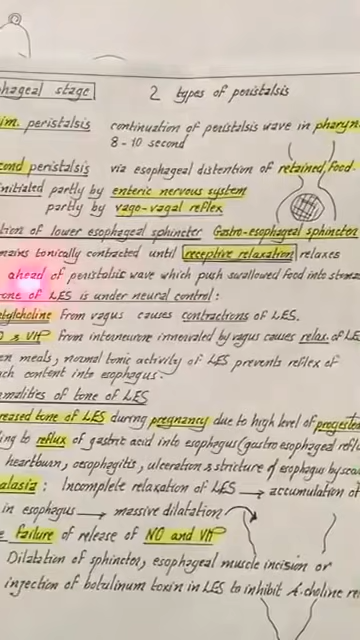 hageal stage 2 types of peristalsis
im. peristalsis continuation of peristalsis wave in pharyn
8 - 10 second
cond peristalsis via esophageal distention of retained food.
initiated partly by enteric nervous system
partly by vago-vagal reflex
tion of lower esophageal sphincter Gastro-esophageal sphincter
mains tonically contracted until receptive relaxation relaxes
ahead of peristaltic wave which push swallowed food into stoma
tone of LES is under neural control:
etylcholine from vagus causes contractions of LES.
O & VIP from interneuron innervated by vagus causes relax. of LE
en meals; normal tonic activity of LES prevents reflex of
ach content into esophagus.
malities of tone of LES
reased tone of LES during pregnancy due to high level of progeste
ing to reflux of gastric acid into esophagus (gastro esophageal reflu
heartburn, oesophagitis, ulceration & stricture of esophagus by sca
alasia: Incomplete relaxation of LES → accumulation of
in esophagus → massive dilatation
failure of release of NO and VIP
Dilatation of sphincter, esophageal muscle incision or
injection of botulinum toxin in LES to inhibit A.choline re